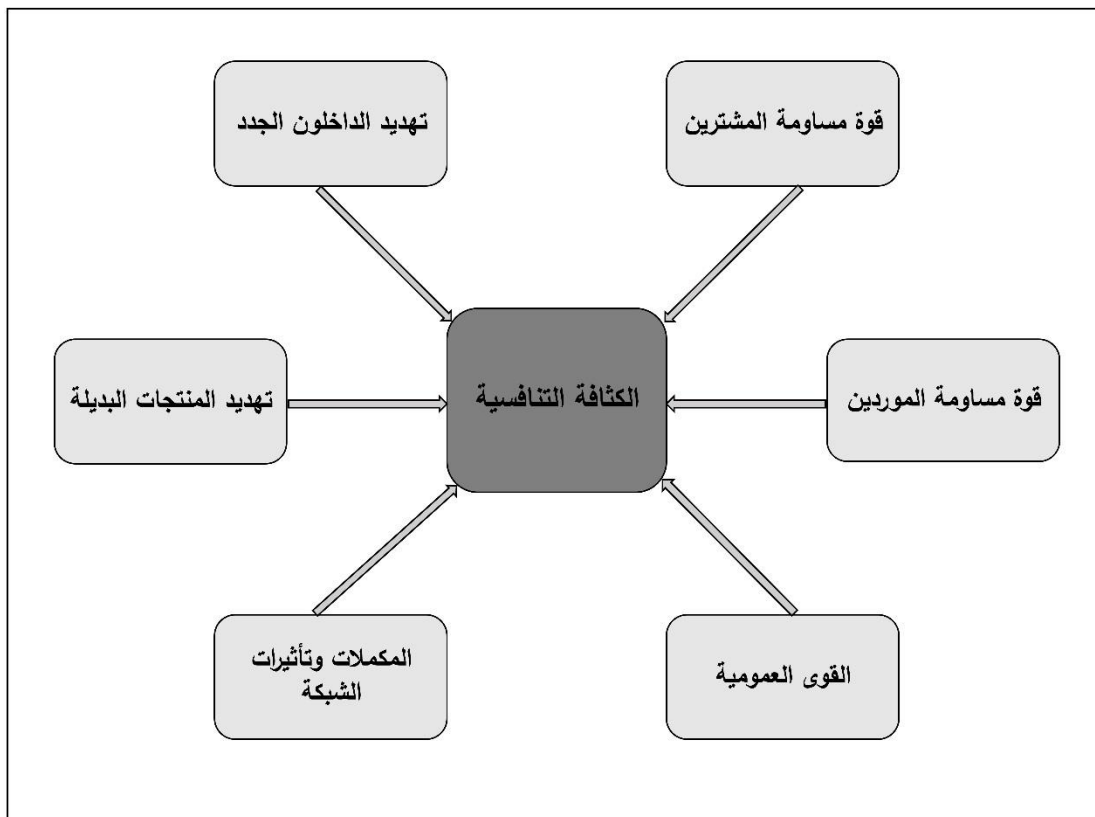 قوة مساومة المشترين
تهديد الداخلون الجدد
قوة مساومة الموردين
الكثافة التنافسية
تهديد المنتجات البديلة
القوى العمومية
المكملات وتأثيرات
الشبكة